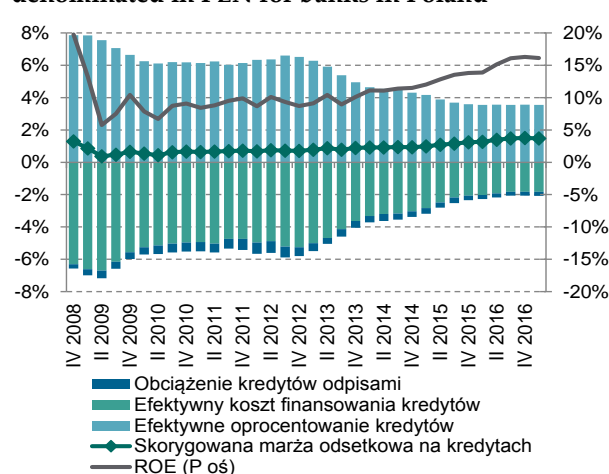 denominated in PLN for banks in Poland
8% 20%
6% 15%
4% 10%
2% 5%
0% 0%
-2% -5%
-4% -10%
-6% -15%
-8% -20%
IV 2008
II 2009
IV 2009
II 2010
IV 2010
II 2011
IV 2011
II 2012
IV 2012
II 2013
IV 2013
II 2014
IV 2014
II 2015
IV 2015
II 2016
IV 2016
Obciążenie kredytów odpisami
Efektywny koszt finansowania kredytów
Efektywne oprocentowanie kredytów
Skorygowana marża odsetkowa na kredytach
ROE (P oś)